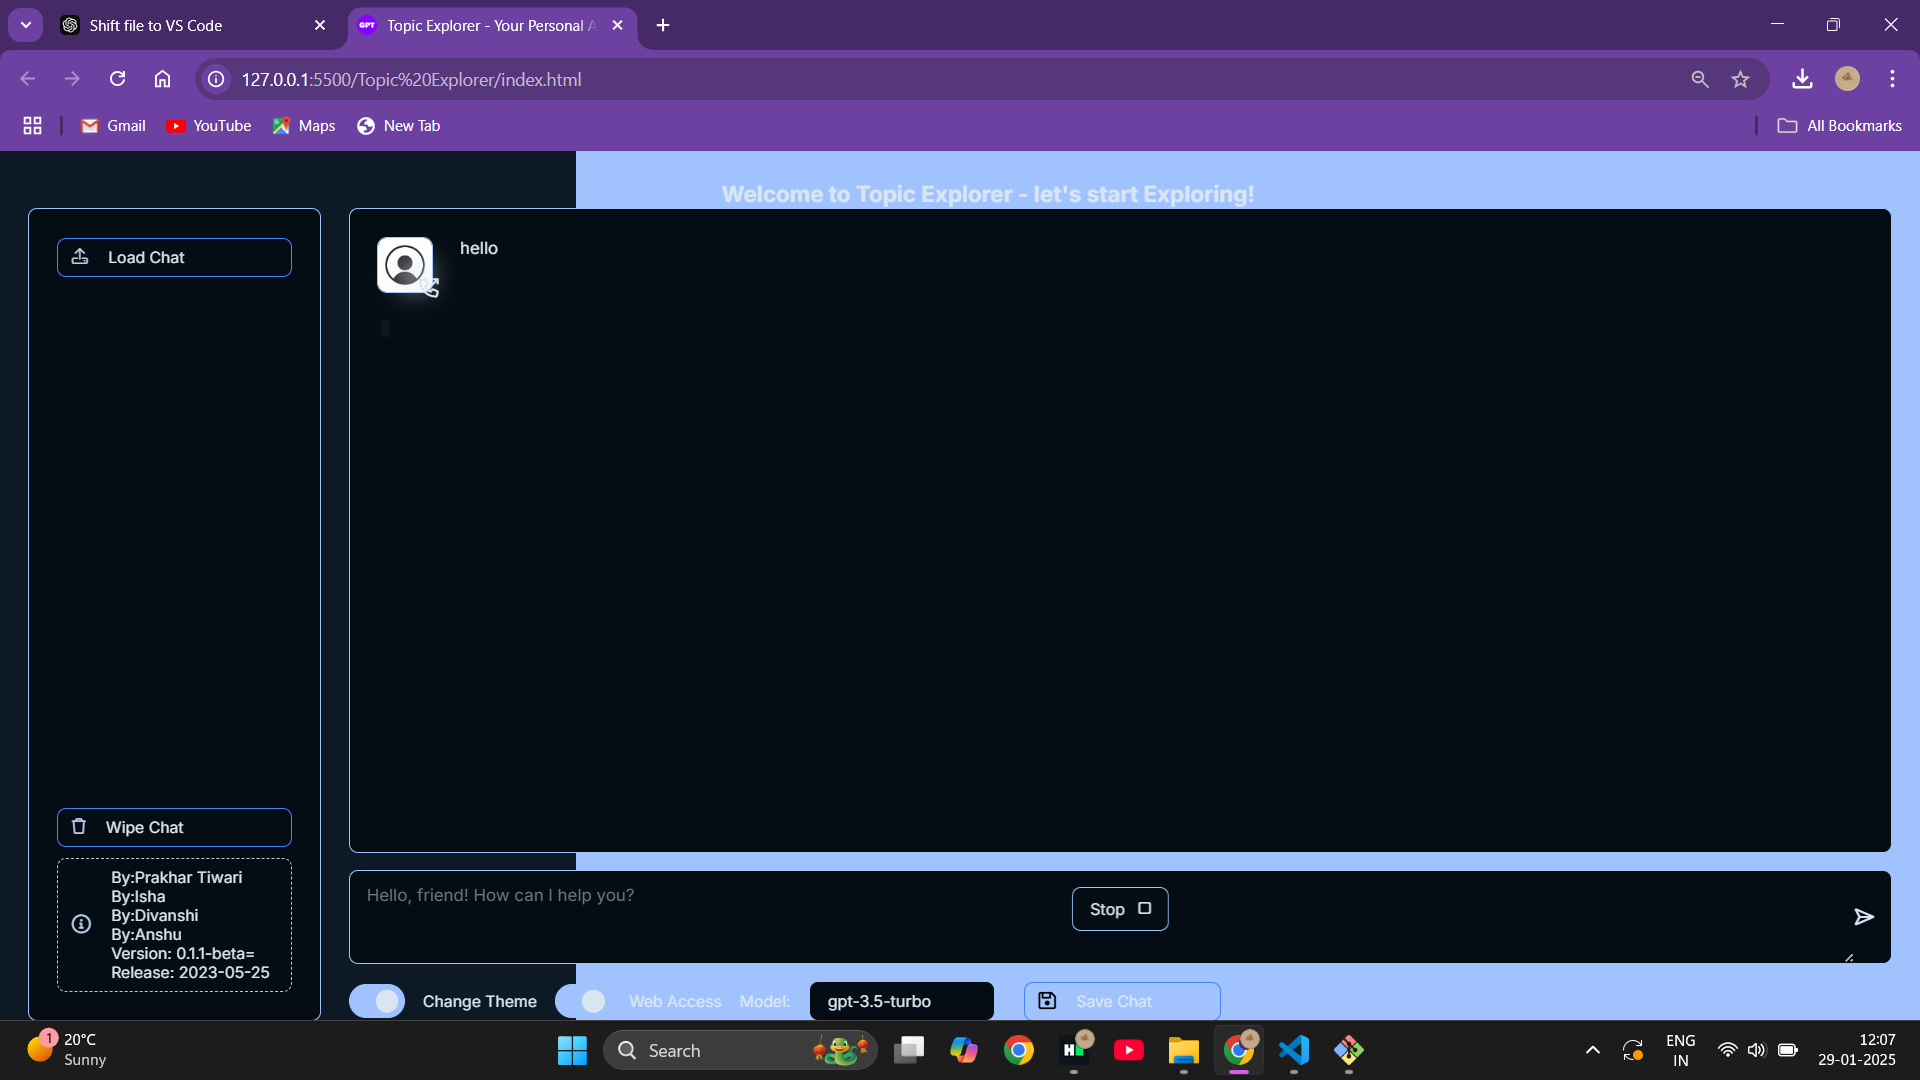 Shift file to VS Code
GPT
Topic Explorer - Your Personal A
127.0.0.1:5500/Topic%20Explorer/index.html
Gmail
YouTube
Maps
New Tab
All Bookmarks
Welcome to Topic Explorer - let's start Exploring!
Load Chat
hello
Wipe Chat
By:Prakhar Tiwari
By:Isha
By:Divanshi
By:Anshu
Version: 0.1.1-beta=
Release: 2023-05-25
Hello, friend! How can I help you?
Stop
Change Theme
Web Access
Model:
gpt-3.5-turbo
Save Chat
1
20°C
Sunny
Search
ENG
IN
12:07
29-01-2025